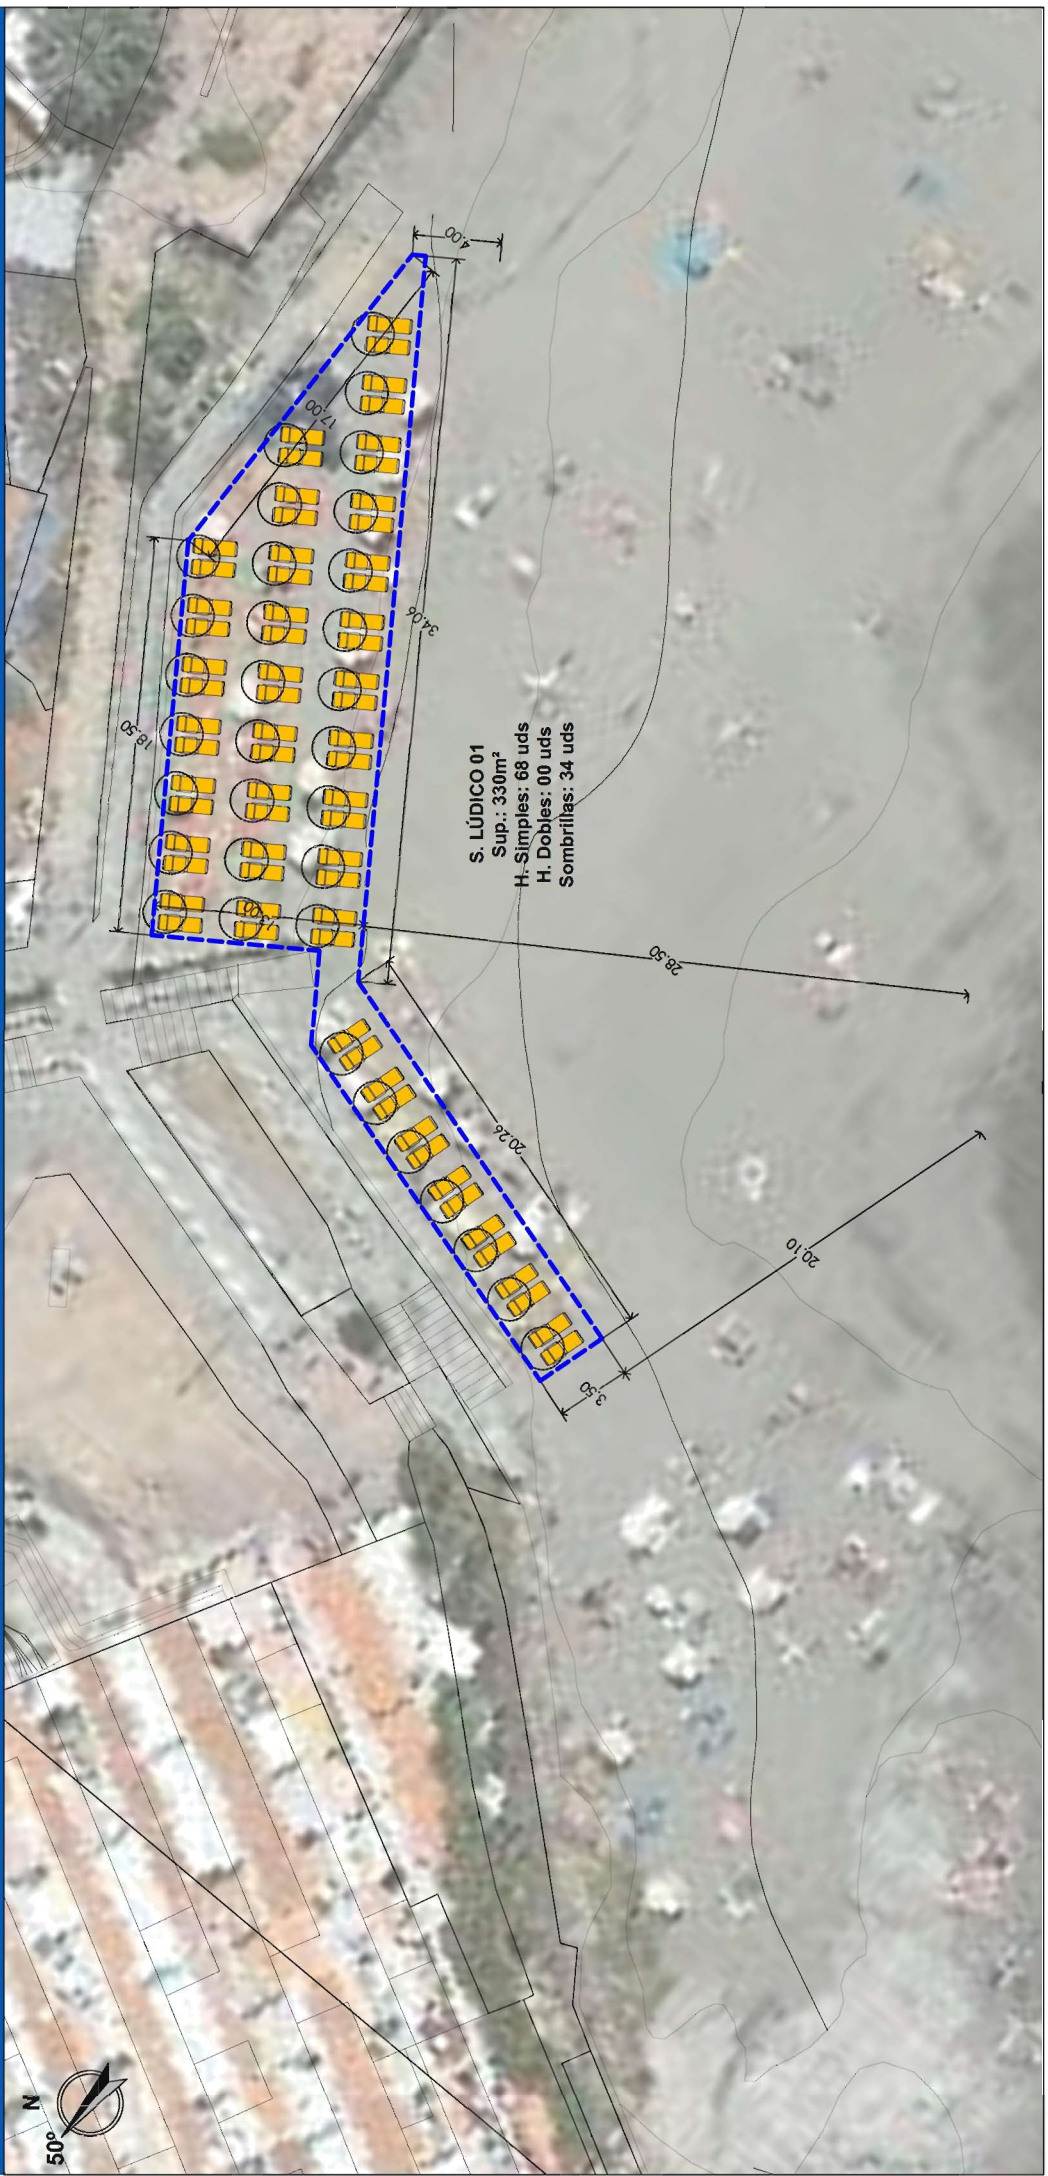 S. LÚDICO 01
Sup.: 330m²
H. Simples: 68 uds
H. Dobles: 00 uds
Sombrillas: 34 uds
18.50
17.00
4.00
34.06
28.50
20.26
20.10
3.50
N
50º